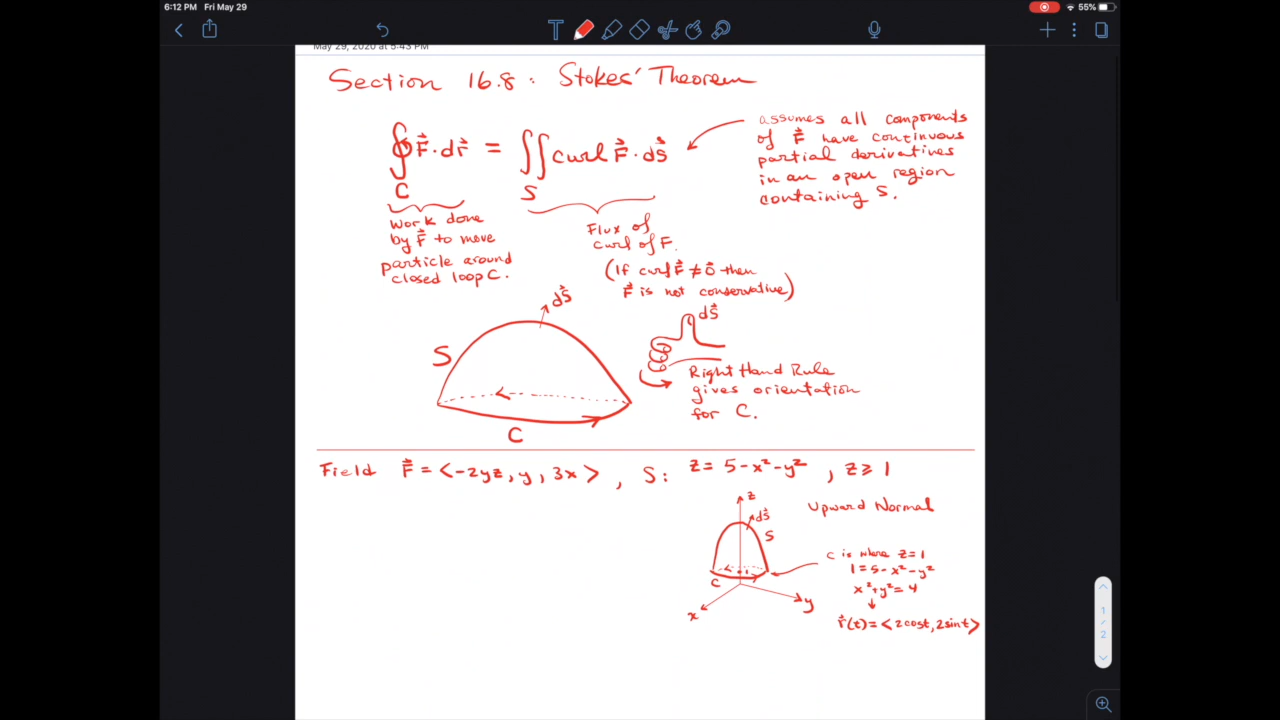 6:12 PM Fri May 29
55%
May 29, 2020 at 5:43 PM
Section 16.8: Stokes' Theorem
∮_C F⃗·dr⃗ = ∬_S curl F⃗·dS⃗
assumes all components
of F⃗ have continuous
partial derivatives
in an open region
containing S.
work done
by F⃗ to move
particle around
closed loop C.
Flux of
curl of F.
(If curl F⃗ ≠ 0⃗ then
F⃗ is not conservative)
dS⃗
S
C
dS⃗
Right Hand Rule
gives orientation
for C.
Field F⃗ = <-2yz, y, 3x>, S: z = 5-x²-y², z≥1
Upward Normal
z
dS⃗
S
C
x
y
C is where z=1
1=5-x²-y²
x²+y²=4
r⃗(t)=<2cost, 2sint>
1
2